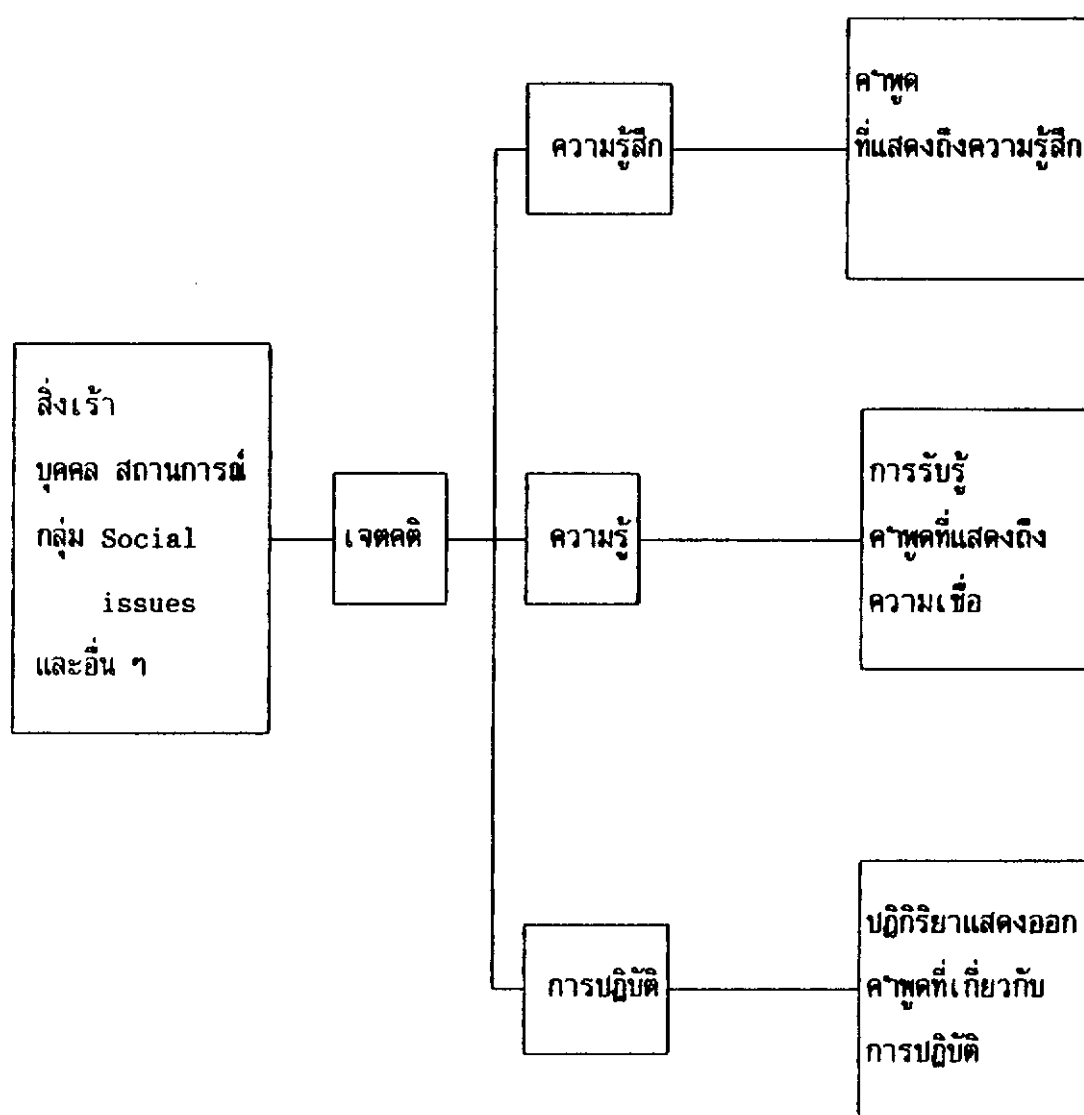 สิ่งเร้า
บุคคล สถานการณ์
กลุ่ม Social
issues
และอื่น ๆ
เจตคติ
ความรู้สึก
คำพูด
ที่แสดงถึงความรู้สึก
ความรู้
การรับรู้
คำพูดที่แสดงถึง
ความเชื่อ
การปฏิบัติ
ปฏิกิริยาแสดงออก
คำพูดที่เกี่ยวกับ
การปฏิบัติ